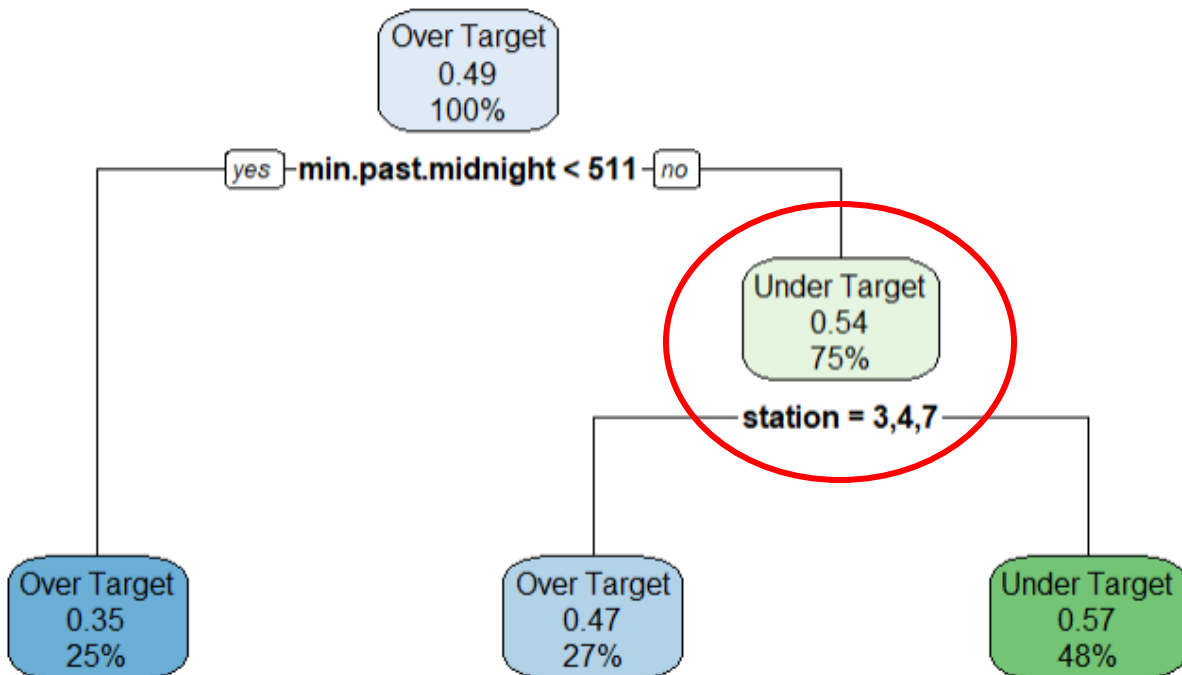 Over Target
0.49
100%
yes min.past.midnight < 511 no
Under Target
0.54
75%
station = 3,4,7
Over Target
0.35
25%
Over Target
0.47
27%
Under Target
0.57
48%